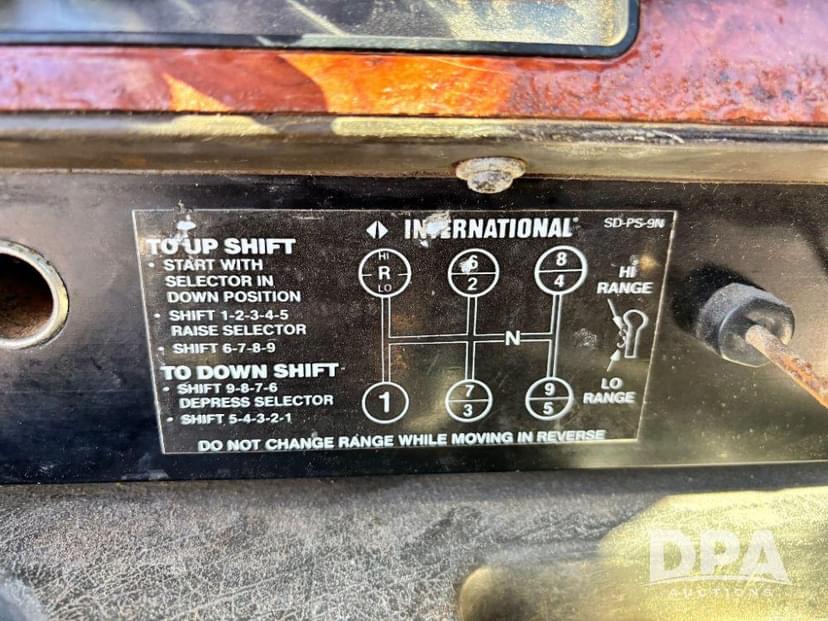 INTERNATIONAL
SD-PS-9N
TO UP SHIFT
• START WITH
SELECTOR IN
DOWN POSITION
• SHIFT 1-2-3-4-5
RAISE SELECTOR
• SHIFT 6-7-8-9
TO DOWN SHIFT
• SHIFT 9-8-7-6
DEPRESS SELECTOR
• SHIFT 5-4-3-2-1
HI
R
LO
6
2
8
4
N
1
7
3
9
5
HI
RANGE
LO
RANGE
DO NOT CHANGE RANGE WHILE MOVING IN REVERSE
DPA
AUCTIONS